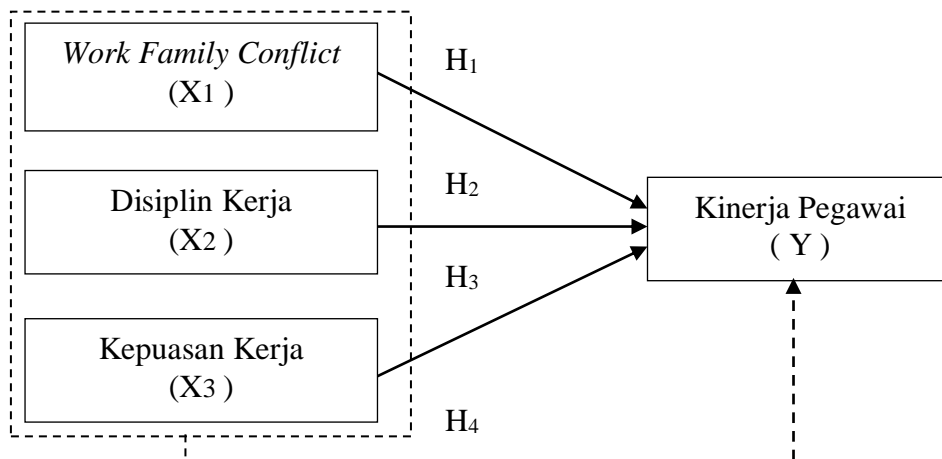 Work Family Conflict
(X1 )
H1
Disiplin Kerja
(X2 )
H2
Kinerja Pegawai
( Y )
H3
Kepuasan Kerja
(X3 )
H4